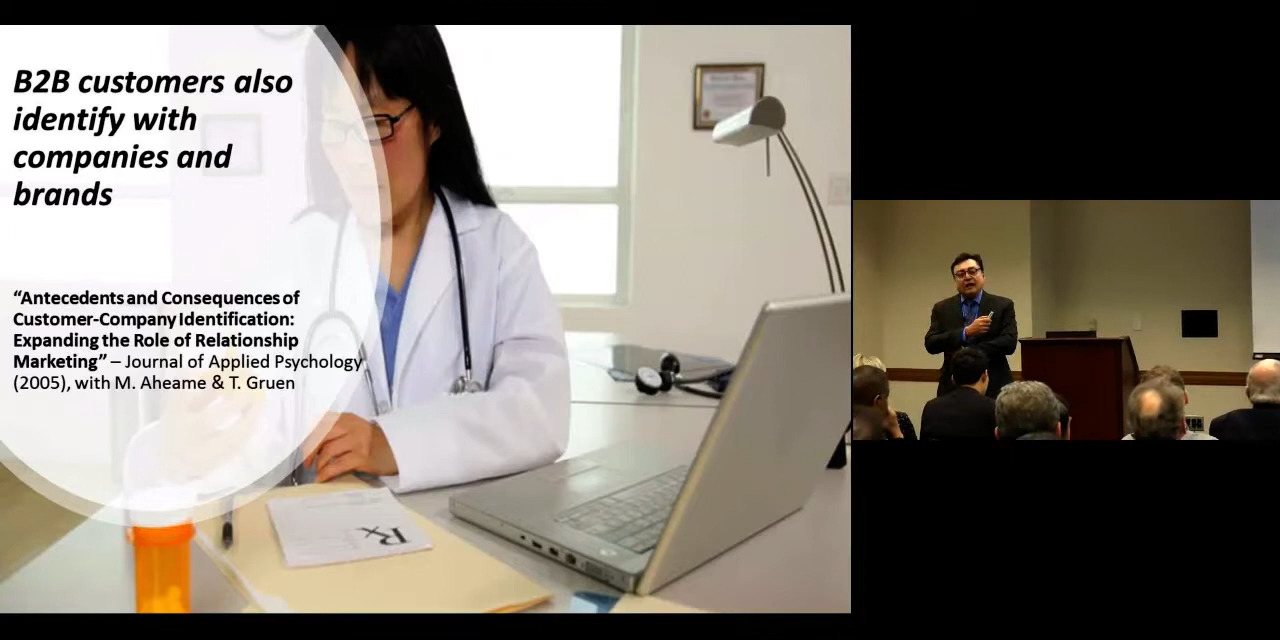 B2B customers also
identify with
companies and
brands
“Antecedents and Consequences of
Customer-Company Identification:
Expanding the Role of Relationship
Marketing” – Journal of Applied Psychology
(2005), with M. Aheame & T. Gruen
Rx